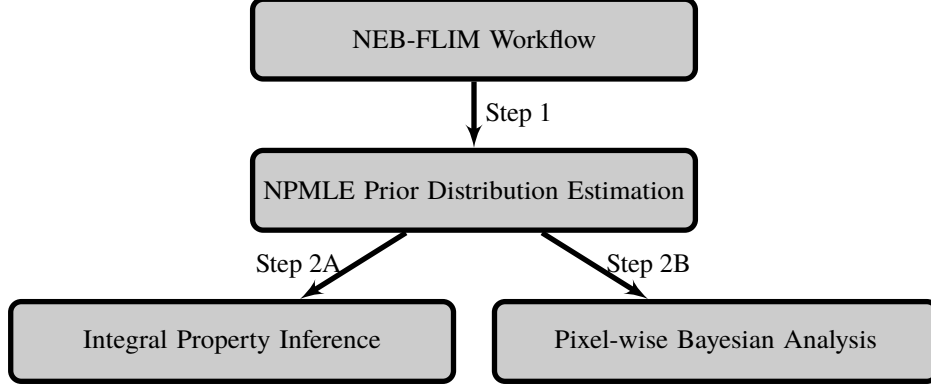 NEB-FLIM Workflow
Step 1
NPMLE Prior Distribution Estimation
Step 2A
Step 2B
Integral Property Inference
Pixel-wise Bayesian Analysis